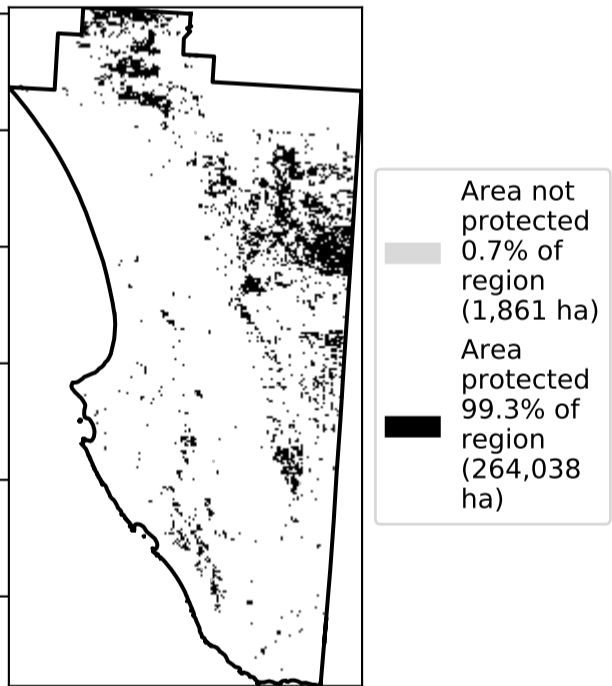 Area not
protected
0.7% of
region
(1,861 ha)
Area
protected
99.3% of
region
(264,038
ha)